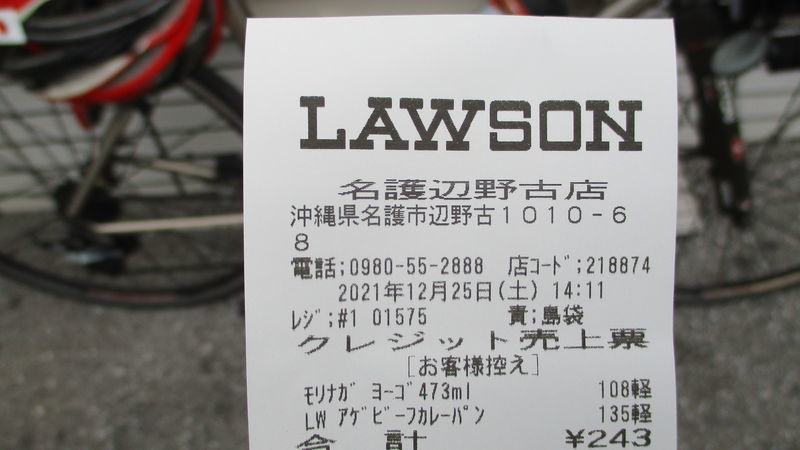 LAWSON
名護辺野古店
沖縄県名護市辺野古1010-6
8
電話;0980-55-2888 店コード;218874
2021年12月25日(土) 14:11
レジ;#1 01575 責;島袋
クレジット売上票
[お客様控え]
モリナガ ヨーゴ473ml 108軽
LW アゲビーフカレーパン 135軽
合 計 ¥243